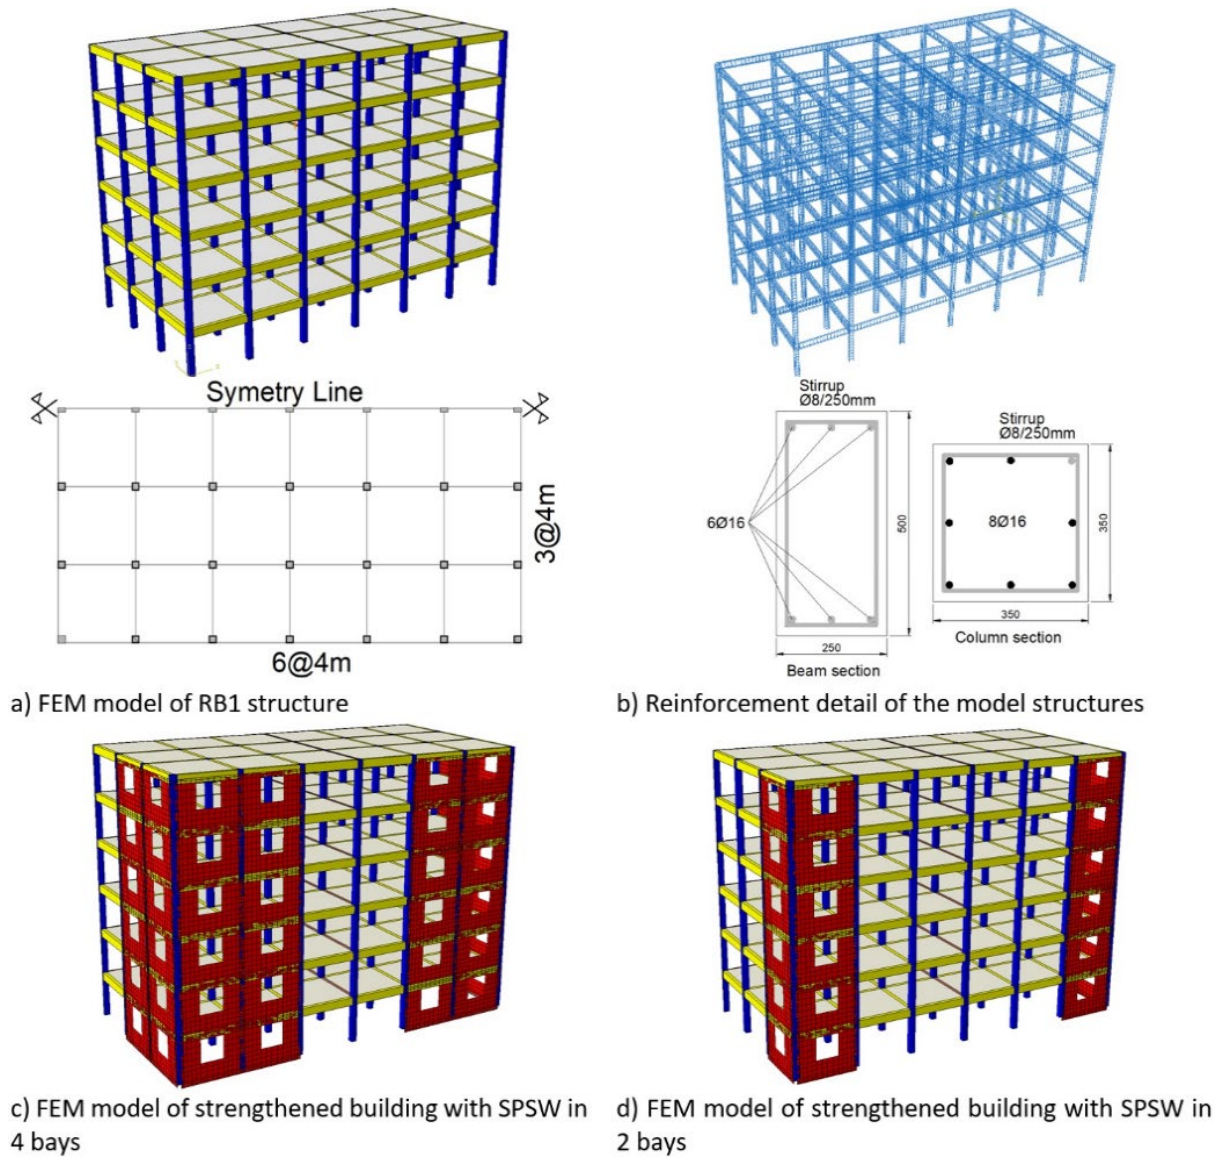 Symetry Line
3@4m
6@4m
Stirrup
Ø8/250mm
6Ø16
500
250
Beam section
Stirrup
Ø8/250mm
8Ø16
350
350
Column section
a) FEM model of RB1 structure
b) Reinforcement detail of the model structures
c) FEM model of strengthened building with SPSW in
4 bays
d) FEM model of strengthened building with SPSW in
2 bays